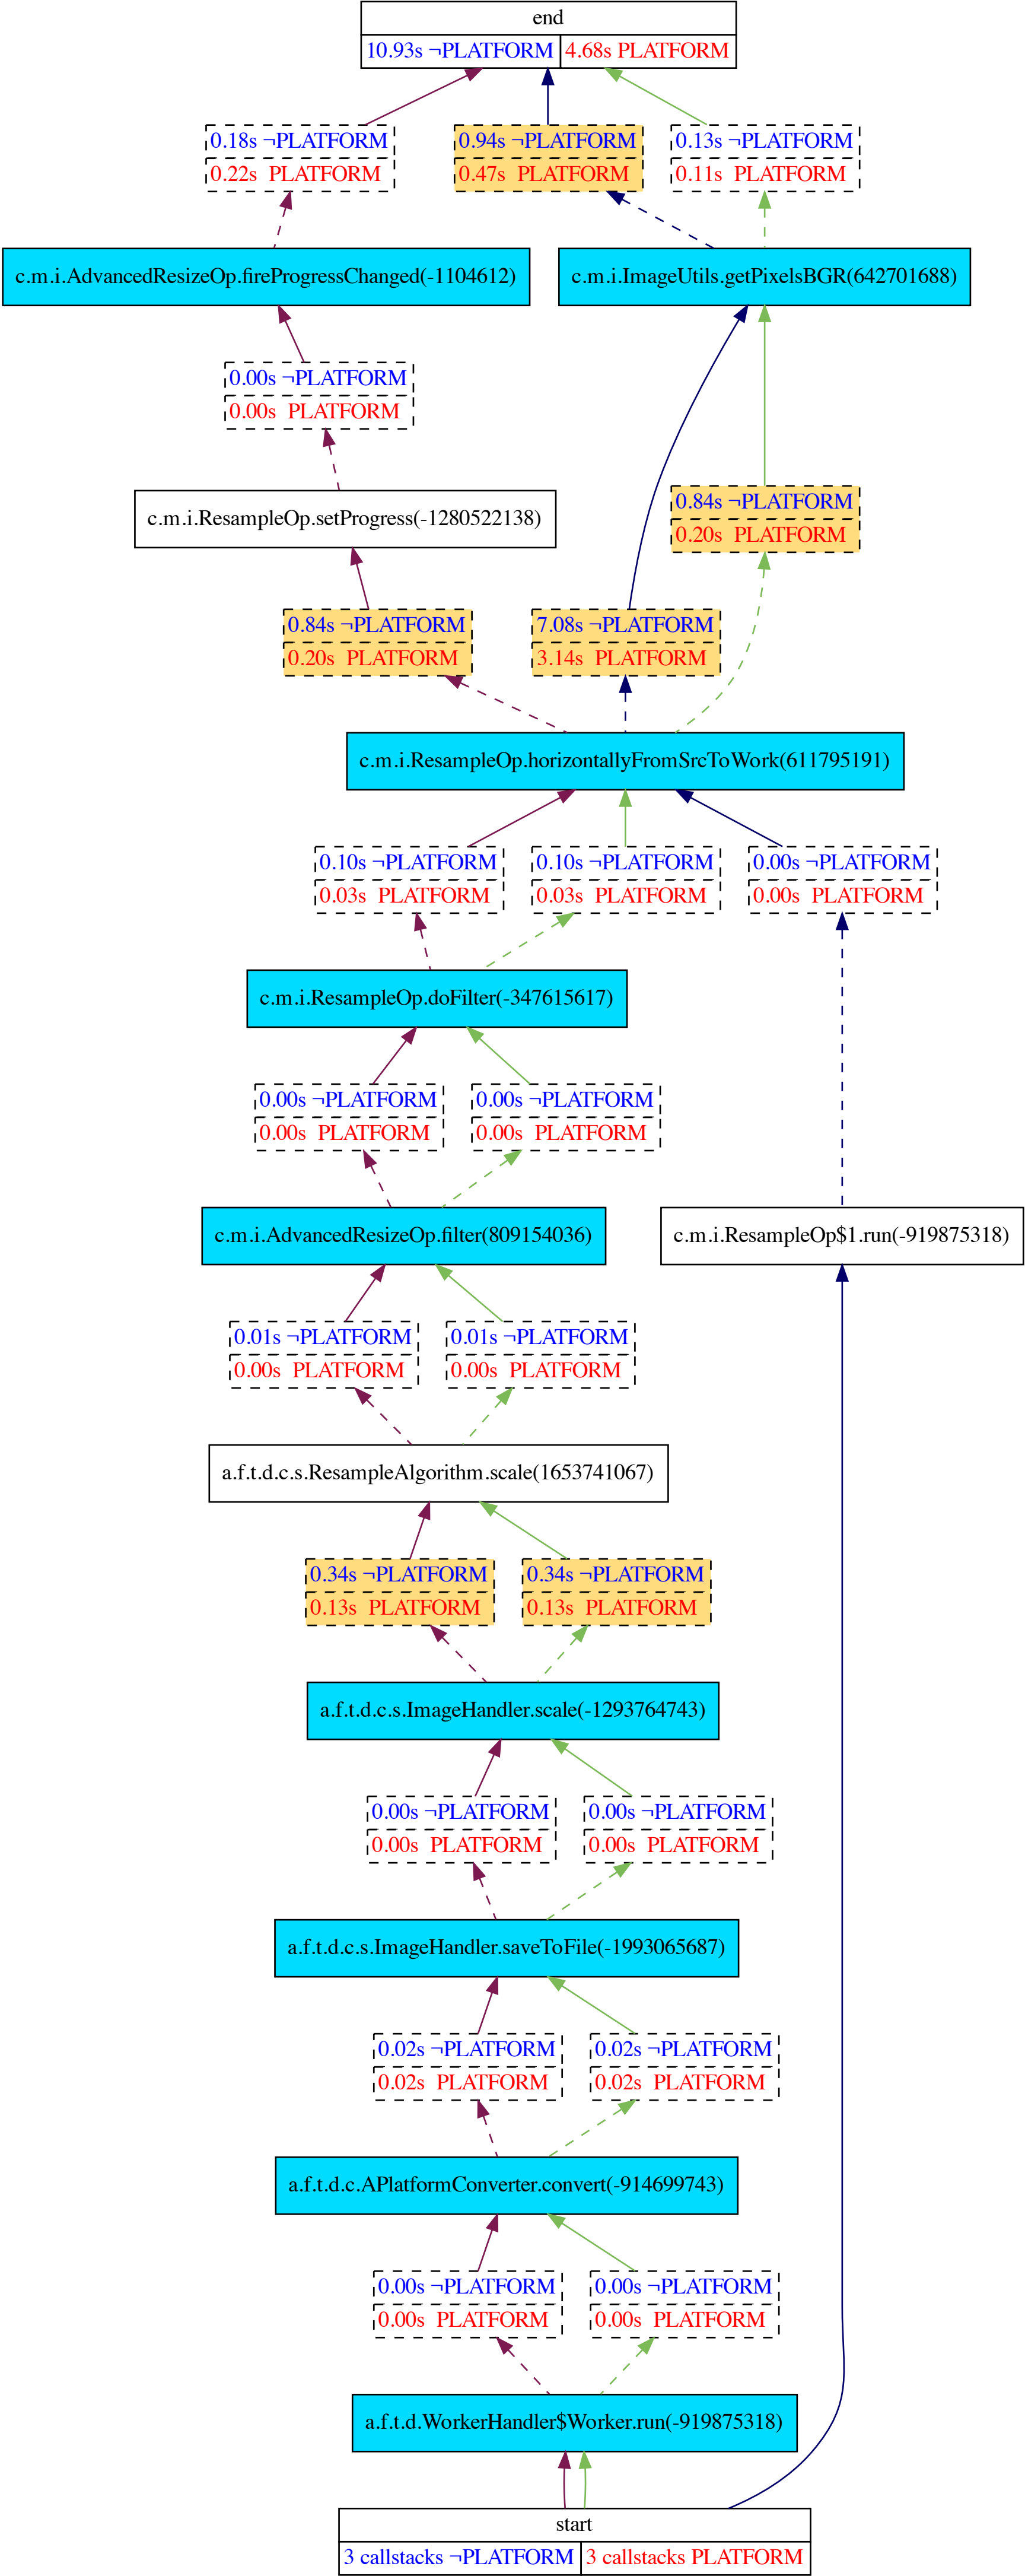 end
10.93s ¬PLATFORM 4.68s PLATFORM
0.18s ¬PLATFORM 0.94s ¬PLATFORM 0.13s ¬PLATFORM
0.22s PLATFORM 0.47s PLATFORM 0.11s PLATFORM
c.m.i.AdvancedResizeOp.fireProgressChanged(-1104612) c.m.i.ImageUtils.getPixelsBGR(642701688)
0.00s ¬PLATFORM
0.00s PLATFORM
0.84s ¬PLATFORM
c.m.i.ResampleOp.setProgress(-1280522138)
0.20s PLATFORM
0.84s ¬PLATFORM 7.08s ¬PLATFORM
0.20s PLATFORM 3.14s PLATFORM
c.m.i.ResampleOp.horizontallyFromSrcToWork(611795191)
0.10s ¬PLATFORM 0.10s ¬PLATFORM 0.00s ¬PLATFORM
0.03s PLATFORM 0.03s PLATFORM 0.00s PLATFORM
c.m.i.ResampleOp.doFilter(-347615617)
0.00s ¬PLATFORM 0.00s ¬PLATFORM
0.00s PLATFORM 0.00s PLATFORM
c.m.i.AdvancedResizeOp.filter(809154036) c.m.i.ResampleOp$1.run(-919875318)
0.01s ¬PLATFORM 0.01s ¬PLATFORM
0.00s PLATFORM 0.00s PLATFORM
a.f.t.d.c.s.ResampleAlgorithm.scale(1653741067)
0.34s ¬PLATFORM 0.34s ¬PLATFORM
0.13s PLATFORM 0.13s PLATFORM
a.f.t.d.c.s.ImageHandler.scale(-1293764743)
0.00s ¬PLATFORM 0.00s ¬PLATFORM
0.00s PLATFORM 0.00s PLATFORM
a.f.t.d.c.s.ImageHandler.saveToFile(-1993065687)
0.02s ¬PLATFORM 0.02s ¬PLATFORM
0.02s PLATFORM 0.02s PLATFORM
a.f.t.d.c.APlatformConverter.convert(-914699743)
0.00s ¬PLATFORM 0.00s ¬PLATFORM
0.00s PLATFORM 0.00s PLATFORM
a.f.t.d.WorkerHandler$Worker.run(-919875318)
start
3 callstacks ¬PLATFORM 3 callstacks PLATFORM